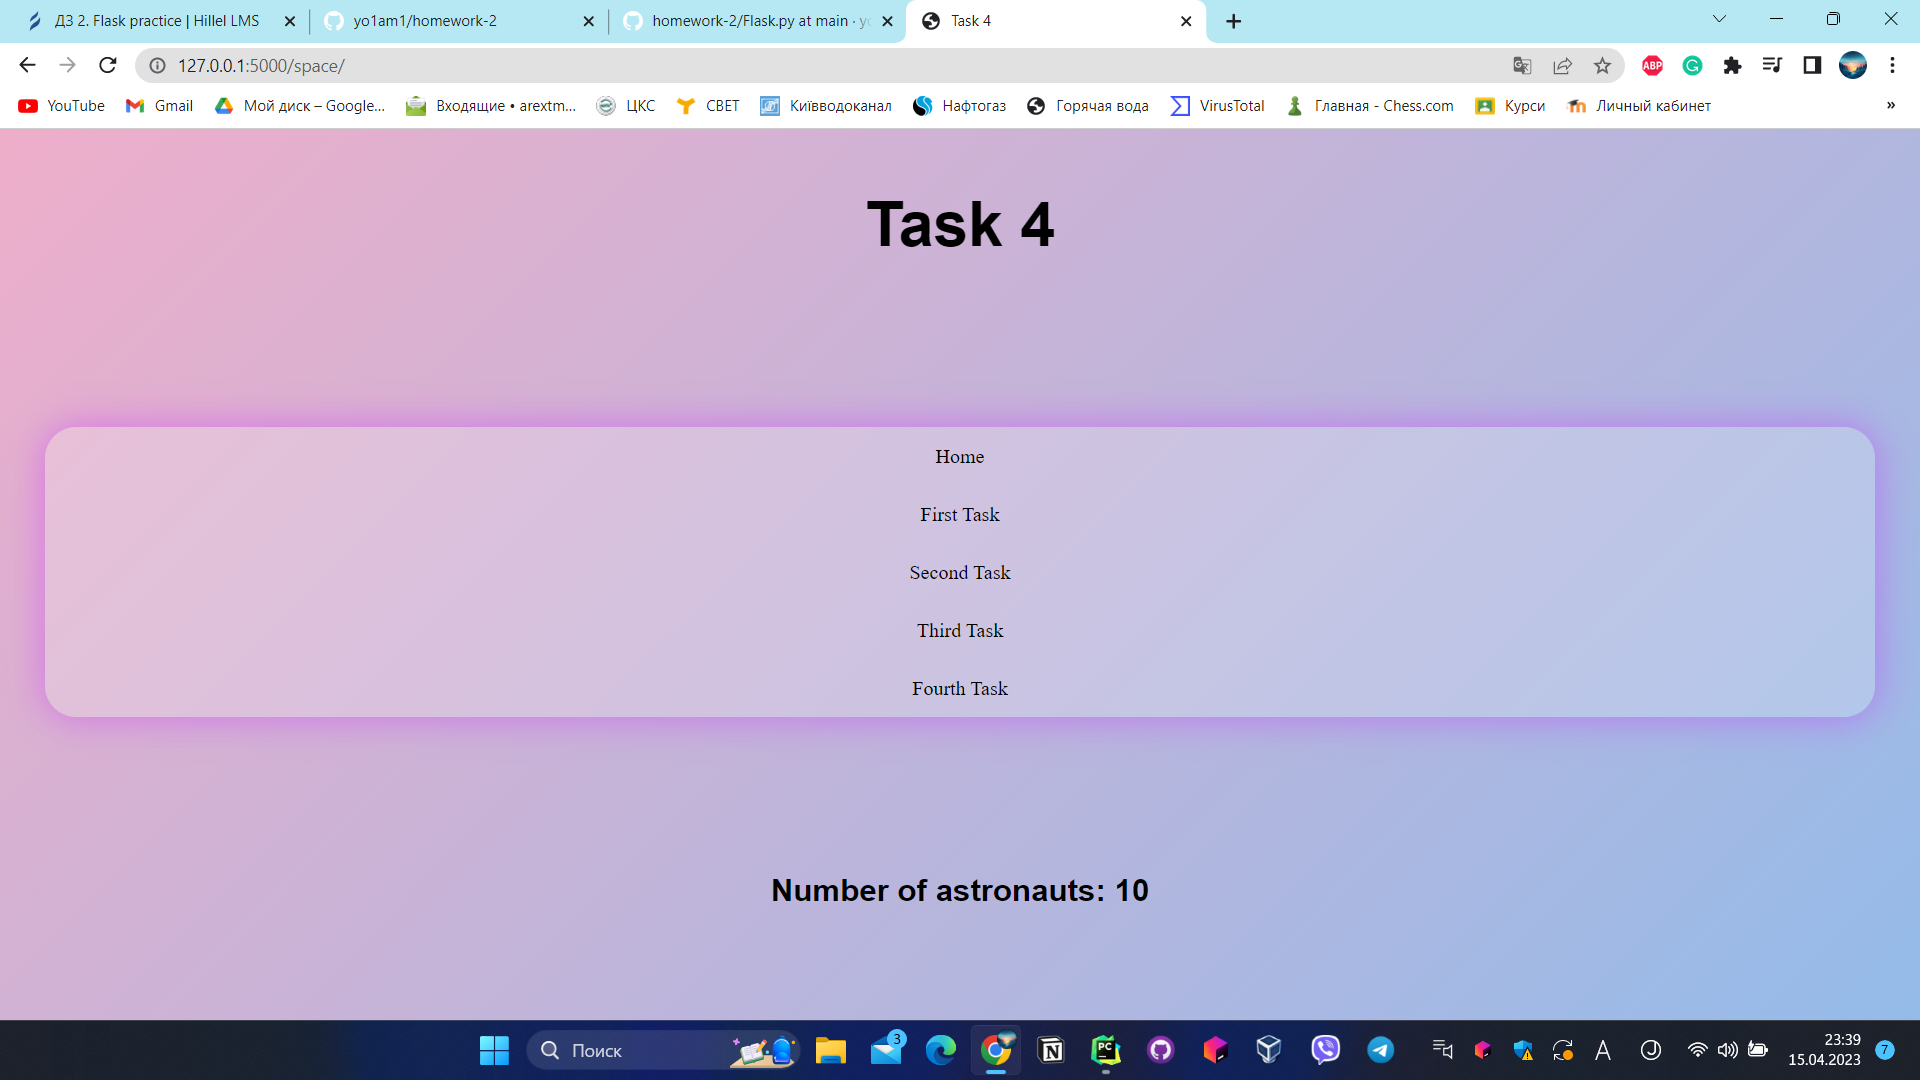 ДЗ 2. Flask practice | Hillel LMS
yo1am1/homework-2
homework-2/Flask.py at main · yo
Task 4
127.0.0.1:5000/space/
ABP
YouTube
Gmail
Мой диск – Google...
Входящие • arextm...
ЦКС
СВЕТ
Київводоканал
Нафтогаз
Горячая вода
VirusTotal
Главная - Chess.com
Курси
Личный кабинет
»
Task 4
Home
First Task
Second Task
Third Task
Fourth Task
Number of astronauts: 10
Поиск
3
PC
A
23:39
15.04.2023
7